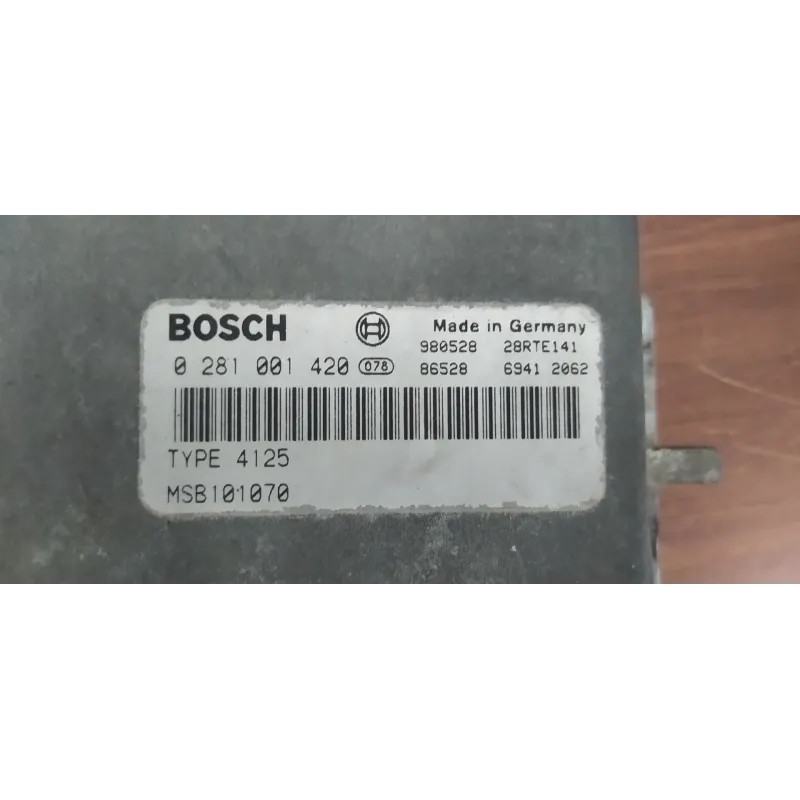 BOSCH
Made in Germany
980528 28RTE141
0 281 001 420 078
86528 6941 2062
TYPE 4125
MSB101070